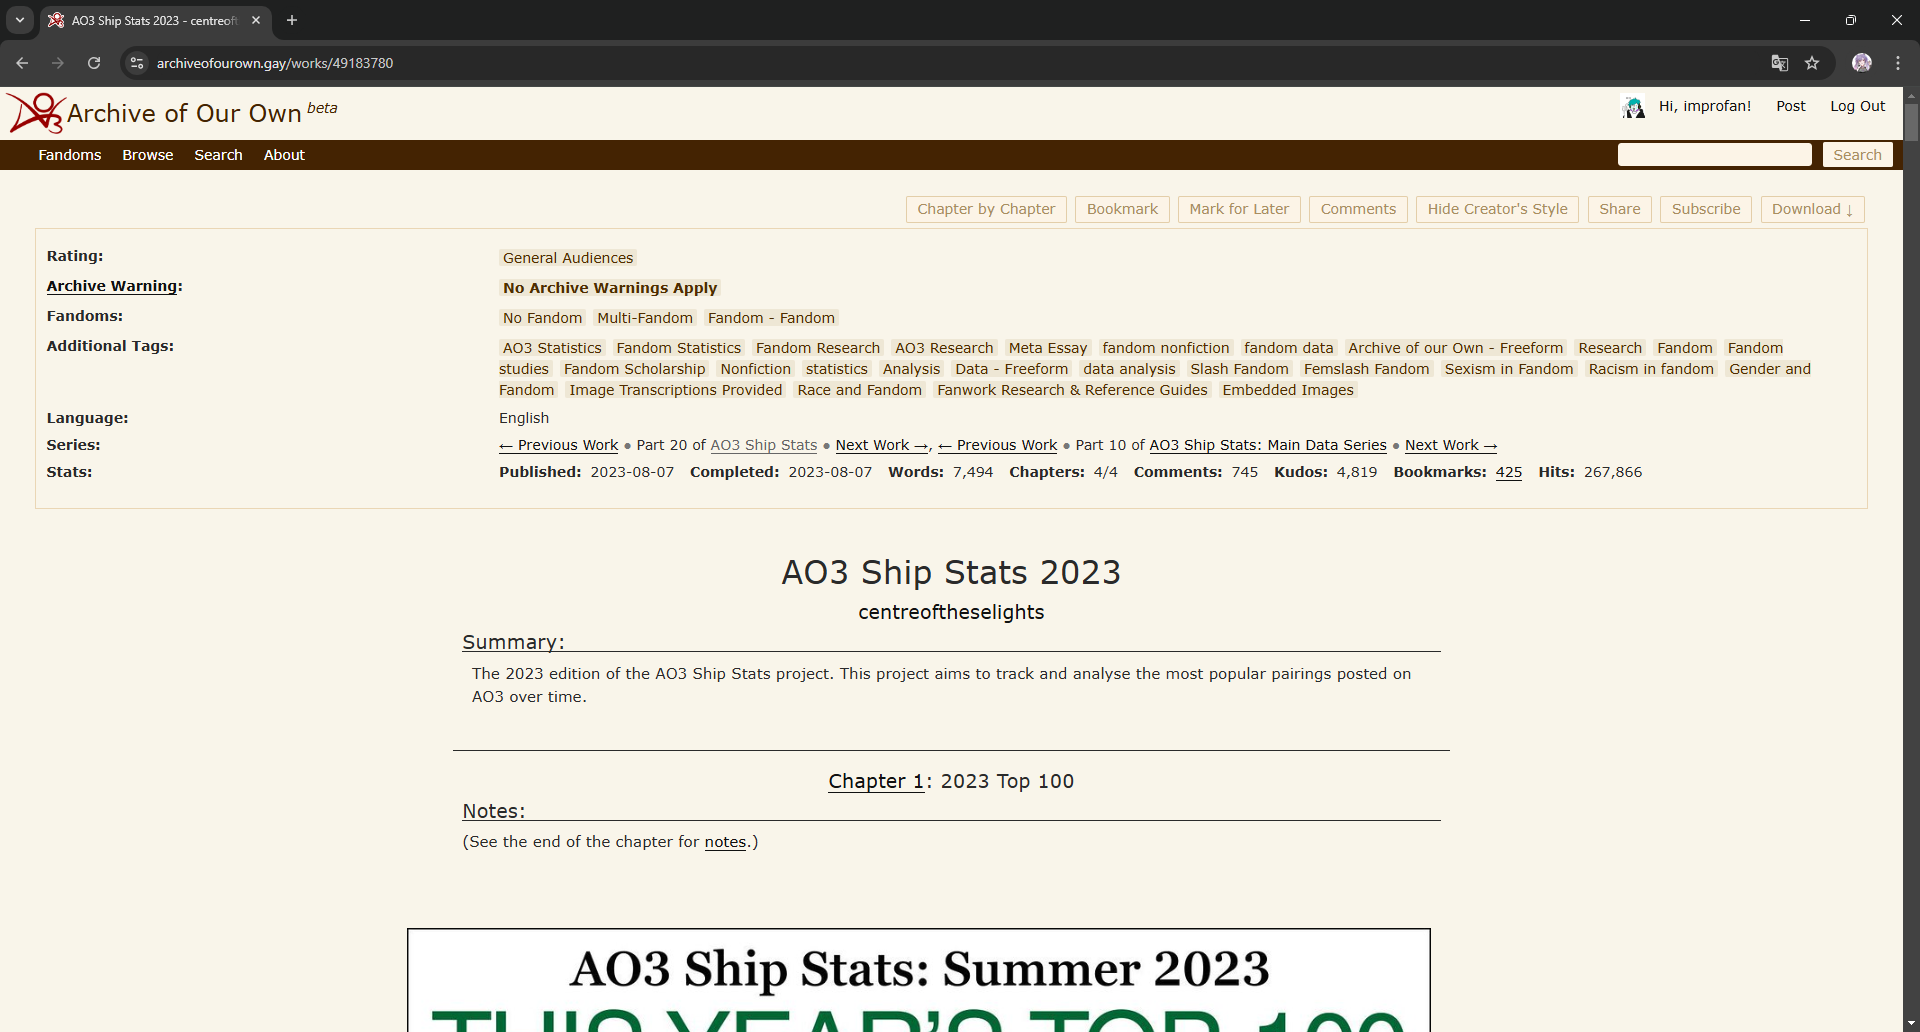 AO3 Ship Stats 2023 - centreoft
archiveofourown.gay/works/49183780
Archive of Our Own beta
Hi, improfan! Post Log Out
Fandoms Browse Search About
Search
Chapter by Chapter Bookmark Mark for Later Comments Hide Creator's Style Share Subscribe Download ↓
Rating: General Audiences
Archive Warning: No Archive Warnings Apply
Fandoms: No Fandom Multi-Fandom Fandom - Fandom
Additional Tags: AO3 Statistics Fandom Statistics Fandom Research AO3 Research Meta Essay fandom nonfiction fandom data Archive of our Own - Freeform Research Fandom Fandom
studies Fandom Scholarship Nonfiction statistics Analysis Data - Freeform data analysis Slash Fandom Femslash Fandom Sexism in Fandom Racism in fandom Gender and
Fandom Image Transcriptions Provided Race and Fandom Fanwork Research & Reference Guides Embedded Images
Language: English
Series: ← Previous Work • Part 20 of AO3 Ship Stats • Next Work →, ← Previous Work • Part 10 of AO3 Ship Stats: Main Data Series • Next Work →
Stats: Published: 2023-08-07 Completed: 2023-08-07 Words: 7,494 Chapters: 4/4 Comments: 745 Kudos: 4,819 Bookmarks: 425 Hits: 267,866
AO3 Ship Stats 2023
centreoftheselights
Summary:
The 2023 edition of the AO3 Ship Stats project. This project aims to track and analyse the most popular pairings posted on
AO3 over time.
Chapter 1: 2023 Top 100
Notes:
(See the end of the chapter for notes.)
AO3 Ship Stats: Summer 2023
THIS YEAR'S TOP 100